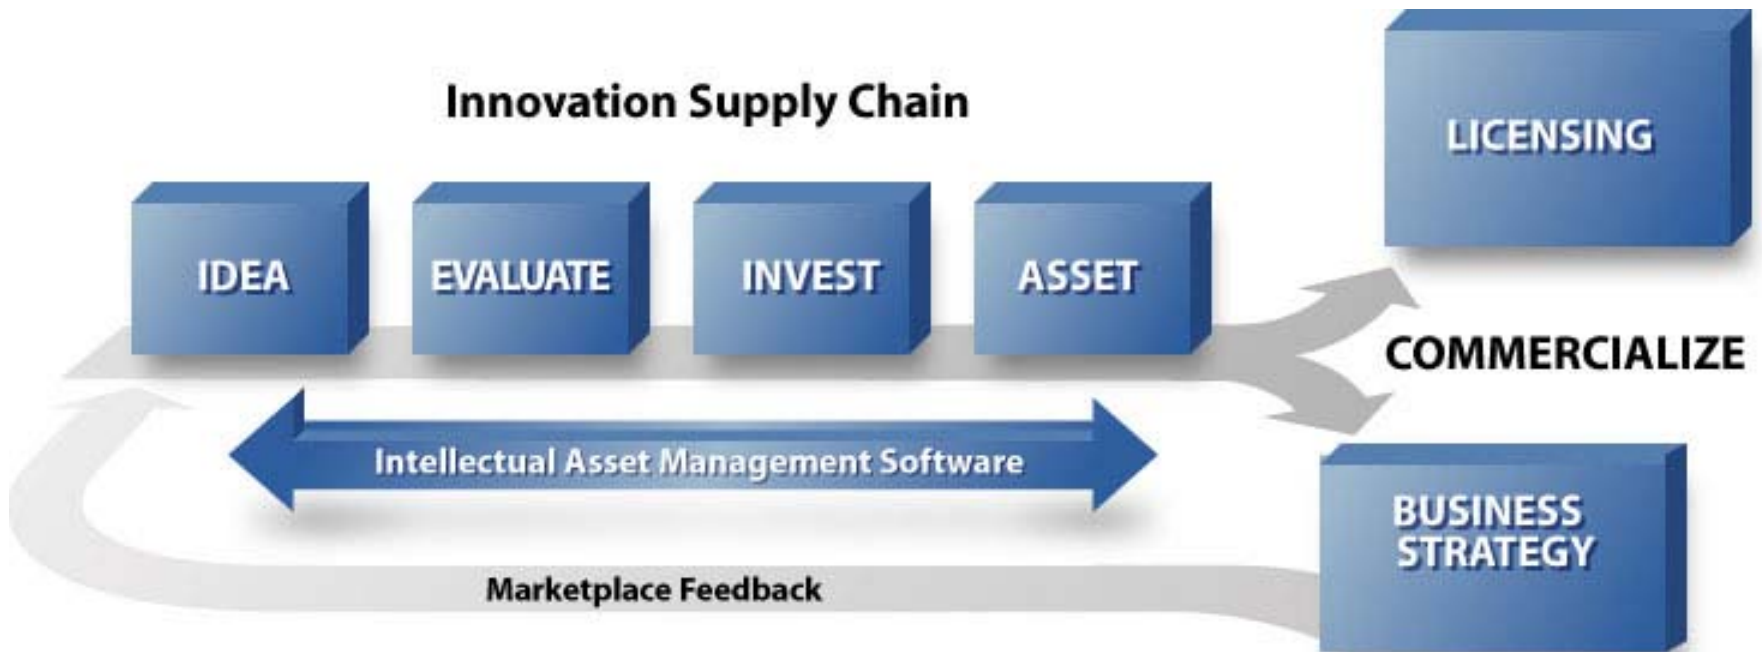 Innovation Supply Chain
LICENSING
IDEA
EVALUATE
INVEST
ASSET
COMMERCIALIZE
Intellectual Asset Management Software
BUSINESS
STRATEGY
Marketplace Feedback